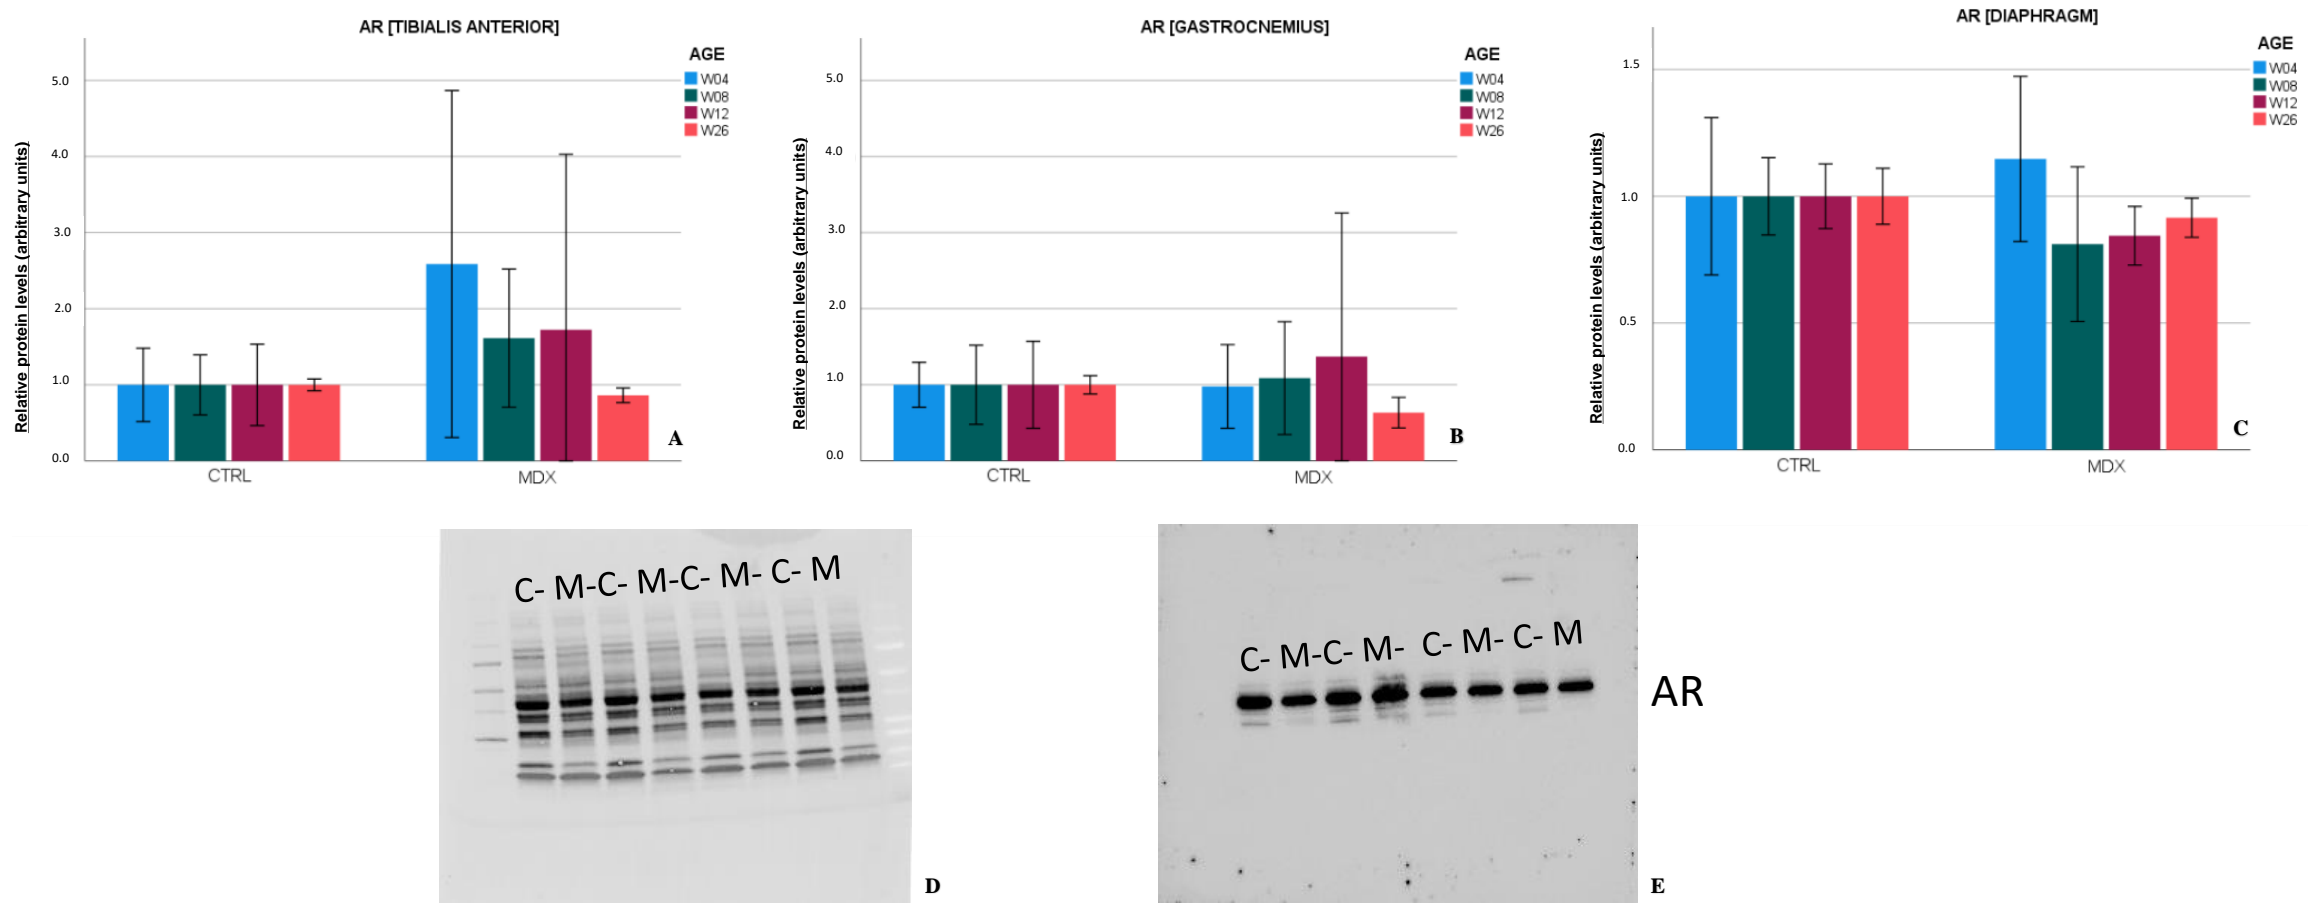 AR [TIBIALIS ANTERIOR]
Relative protein levels (arbitrary units)
5.0
4.0
3.0
2.0
1.0
0.0
CTRL
MDX
AGE
W04
W08
W12
W26
A
AR [GASTROCNEMIUS]
Relative protein levels (arbitrary units)
5.0
4.0
3.0
2.0
1.0
0.0
CTRL
MDX
AGE
W04
W08
W12
W26
B
AR [DIAPHRAGM]
Relative protein levels (arbitrary units)
1.5
1.0
0.5
0.0
CTRL
MDX
AGE
W04
W08
W12
W26
C
C- M-C- M-C- M- C- M
D
C- M-C- M- C- M- C- M
AR
E